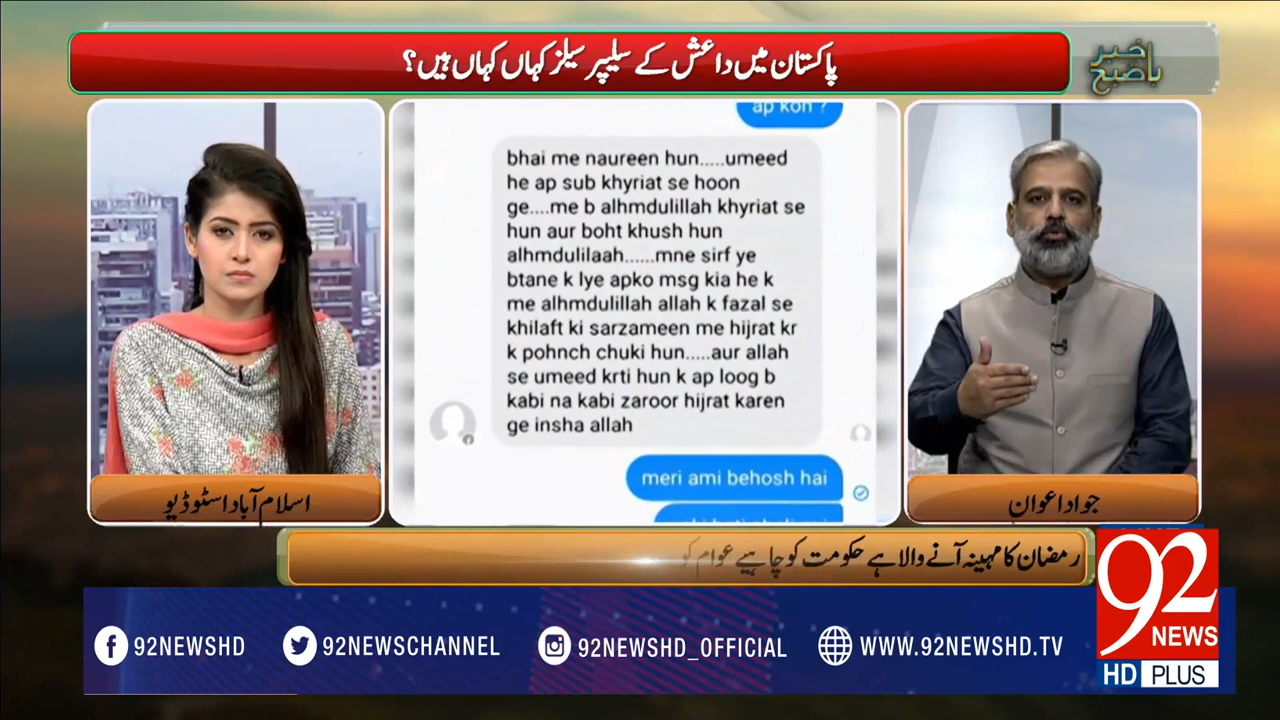 پاکستان میں داعش کے سلیپر سیلز کہاں کہاں ہیں؟
باخبر صبح
ap kon ?
bhai me naureen hun.....umeed
he ap sub khyriat se hoon
ge....me b alhmdulillah khyriat se
hun aur boht khush hun
alhmdulilaah......mne sirf ye
btane k lye apko msg kia he k
me alhmdulillah allah k fazal se
khilaft ki sarzameen me hijrat kr
k pohnch chuki hun.....aur allah
se umeed krti hun k ap loog b
kabi na kabi zaroor hijrat karen
ge insha allah
meri ami behosh hai
اسلام آباد اسٹوڈیو
جواد اعوان
رمضان کا مہینہ آنے والا ہے حکومت کو چاہیے عوام کو
92
NEWS
HD PLUS
92NEWSHD
92NEWSCHANNEL
92NEWSHD_OFFICIAL
WWW.92NEWSHD.TV